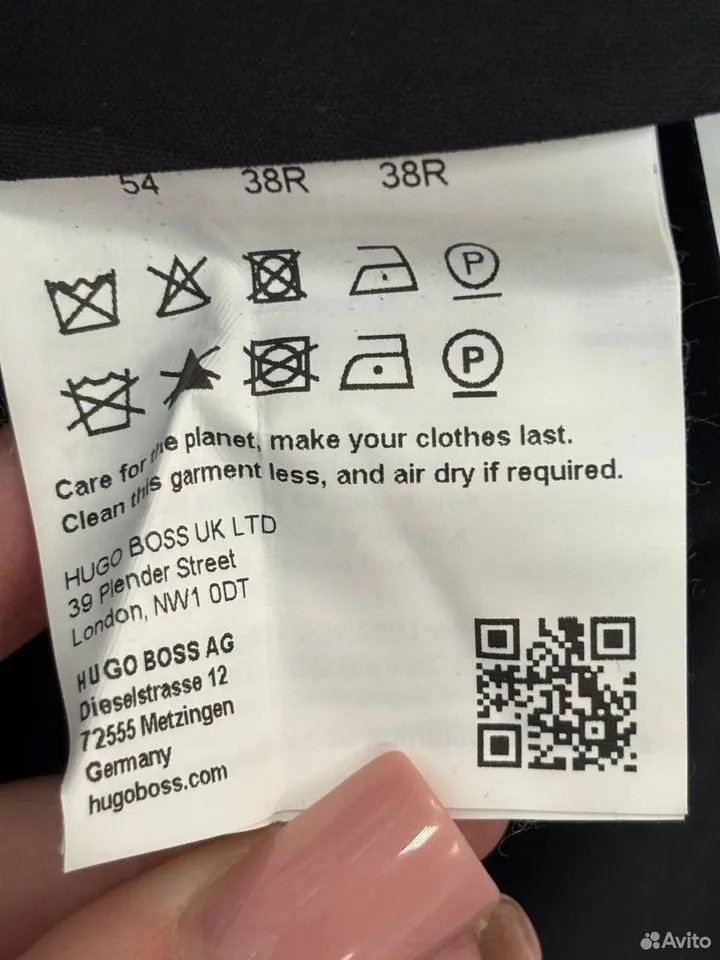 54 38R 38R
P
P
Care for the planet, make your clothes last.
Clean this garment less, and air dry if required.
HUGO BOSS UK LTD
39 Plender Street
London, NW1 0DT
HUGO BOSS AG
Dieselstrasse 12
72555 Metzingen
Germany
hugoboss.com
Avito